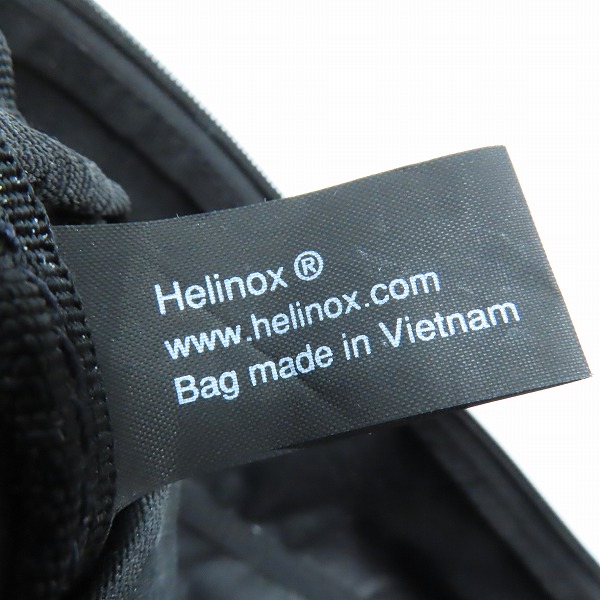 Helinox ®
www.helinox.com
Bag made in Vietnam